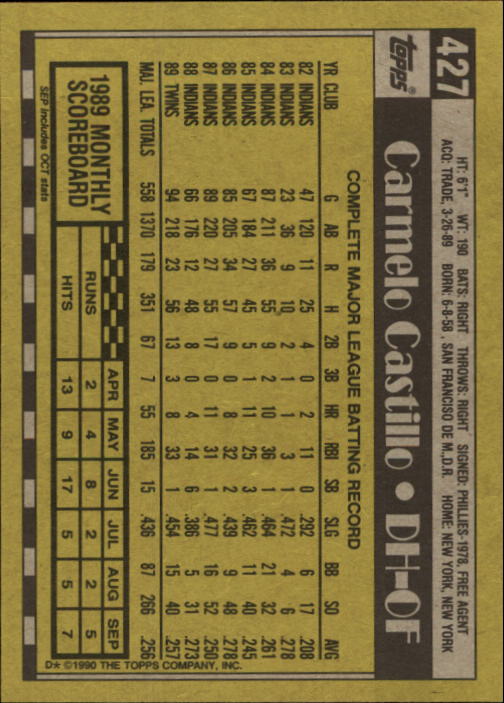 427
topps®
HT: 6'1" WT: 190 BATS: RIGHT THROWS: RIGHT SIGNED: PHILLIES-1978, FREE AGENT
ACQ: TRADE, 3-26-89 BORN: 6-8-58 , SAN FRANCISO DE M.,D.R. HOME: NEW YORK, NEW YORK
Carmelo Castillo • DH-OF
COMPLETE MAJOR LEAGUE BATTING RECORD
YR CLUB G AB R H 2B 3B HR RBI SB SLG BB SO AVG
82 INDIANS 47 120 11 25 4 0 2 11 0 .292 6 17 .208
83 INDIANS 23 36 9 10 2 1 1 3 1 .472 4 6 .278
84 INDIANS 87 211 36 55 9 2 10 36 1 .464 21 32 .261
85 INDIANS 67 184 27 45 5 1 11 25 3 .462 11 40 .245
86 INDIANS 85 205 34 57 9 0 8 32 2 .439 9 48 .278
87 INDIANS 89 220 27 55 17 0 11 31 1 .477 16 52 .250
88 INDIANS 66 176 12 48 8 0 4 14 6 .386 5 31 .273
89 TWINS 94 218 23 56 13 3 8 33 1 .454 15 40 .257
MAJ. LEA. TOTALS 558 1370 179 351 67 7 55 185 15 .436 87 266 .256
1989 MONTHLY SCOREBOARD
APR MAY JUN JUL AUG SEP
RUNS 2 4 8 2 2 5
HITS 13 9 17 5 5 7
SEP includes OCT stats
D* ©1990 THE TOPPS COMPANY, INC.